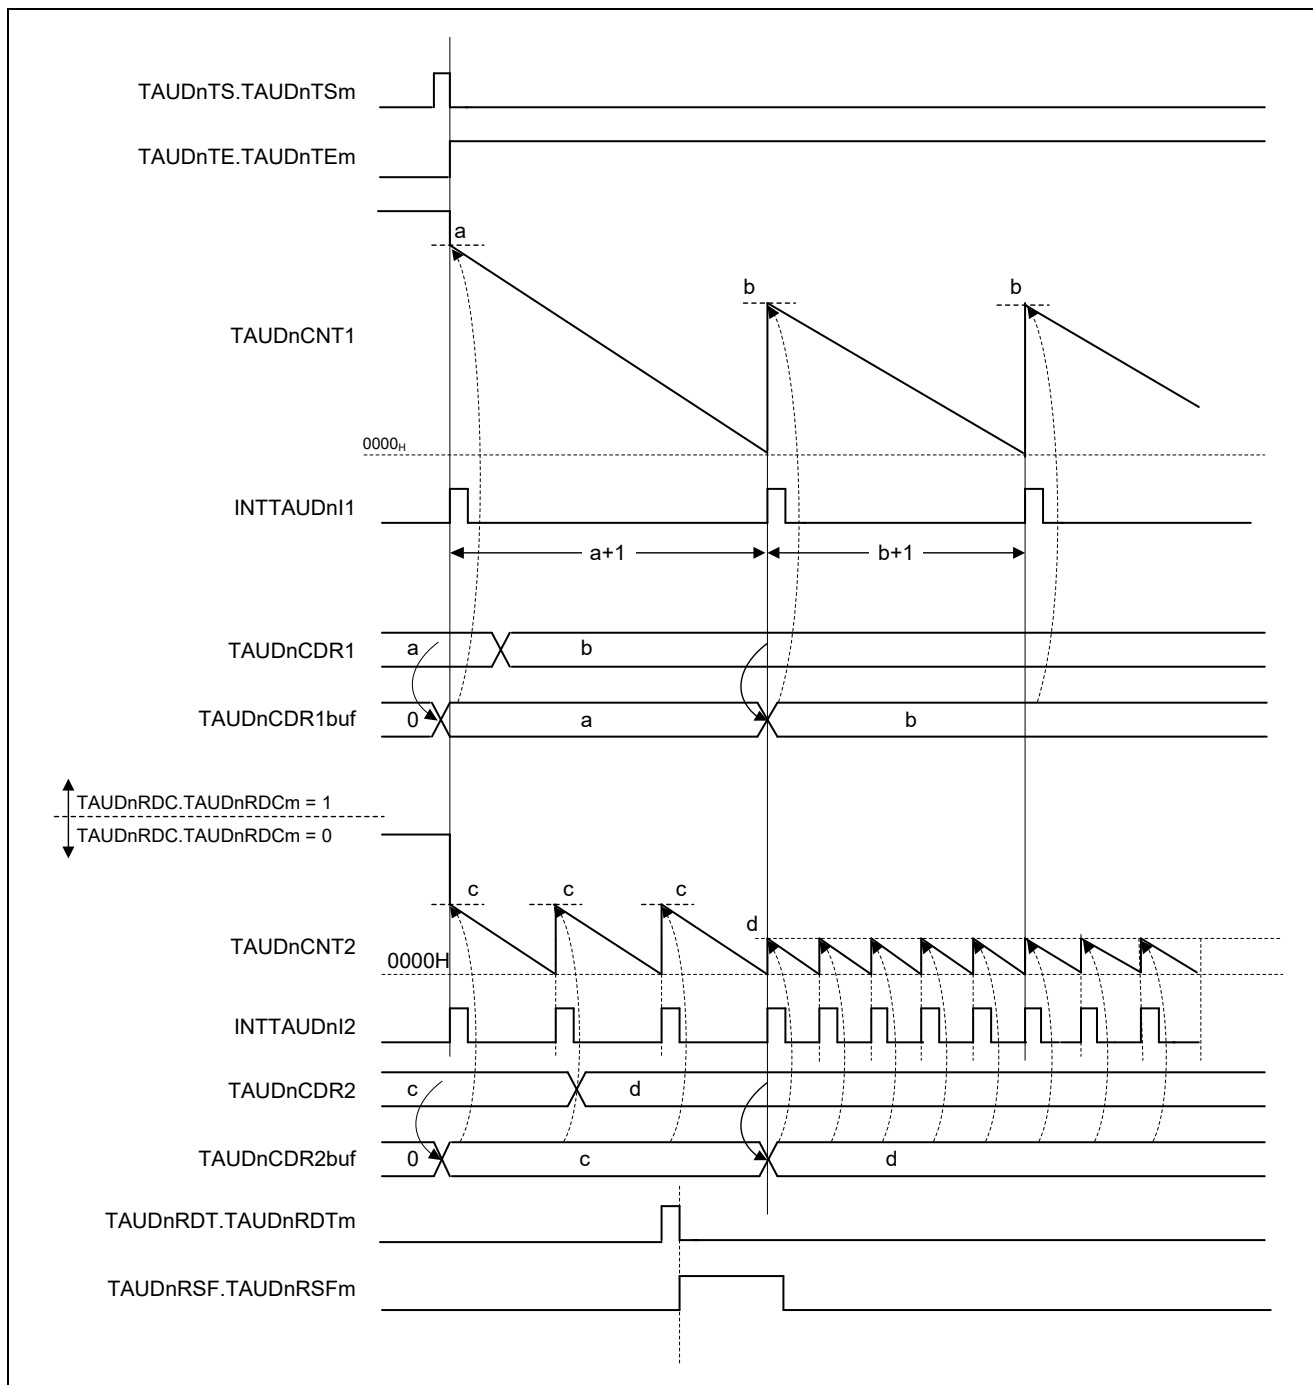 TAUDnTS.TAUDnTSm
TAUDnTE.TAUDnTEm
a
b b
TAUDnCNT1
0000H
INTTAUDnI1
a+1 b+1
TAUDnCDR1 a b
TAUDnCDR1buf 0 a b
TAUDnRDC.TAUDnRDCm = 1
TAUDnRDC.TAUDnRDCm = 0
c c c
d
TAUDnCNT2
0000H
INTTAUDnI2
TAUDnCDR2 c d
TAUDnCDR2buf 0 c d
TAUDnRDT.TAUDnRDTm
TAUDnRSF.TAUDnRSFm